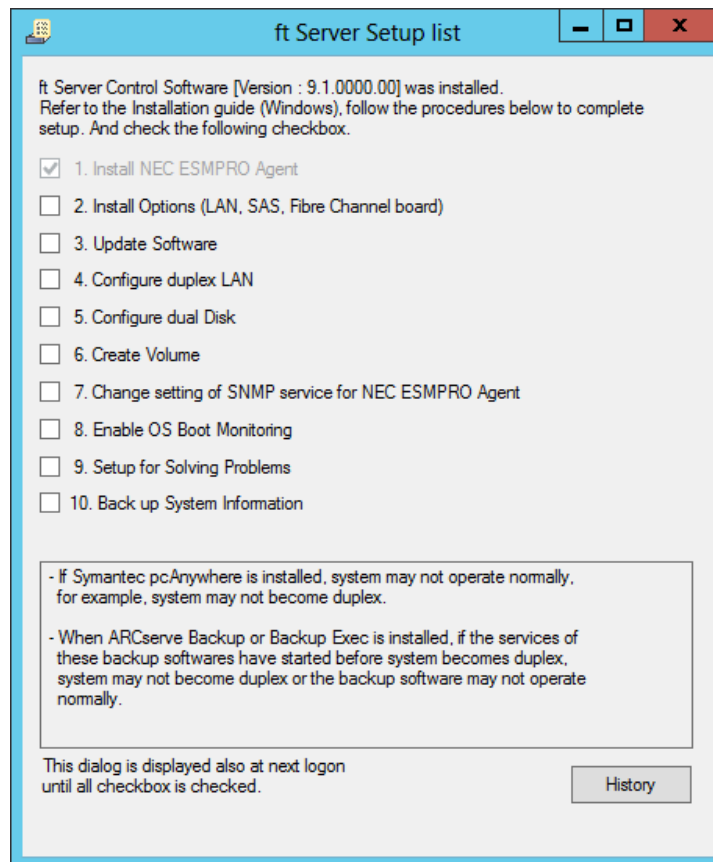 ft Server Setup list
ft Server Control Software [Version : 9.1.0000.00] was installed.
Refer to the Installation guide (Windows), follow the procedures below to complete
setup. And check the following checkbox.
1. Install NEC ESMPRO Agent
2. Install Options (LAN, SAS, Fibre Channel board)
3. Update Software
4. Configure duplex LAN
5. Configure dual Disk
6. Create Volume
7. Change setting of SNMP service for NEC ESMPRO Agent
8. Enable OS Boot Monitoring
9. Setup for Solving Problems
10. Back up System Information
- If Symantec pcAnywhere is installed, system may not operate normally,
for example, system may not become duplex.
- When ARCserve Backup or Backup Exec is installed, if the services of
these backup softwares have started before system becomes duplex,
system may not become duplex or the backup software may not operate
normally.
This dialog is displayed also at next logon
until all checkbox is checked.
History